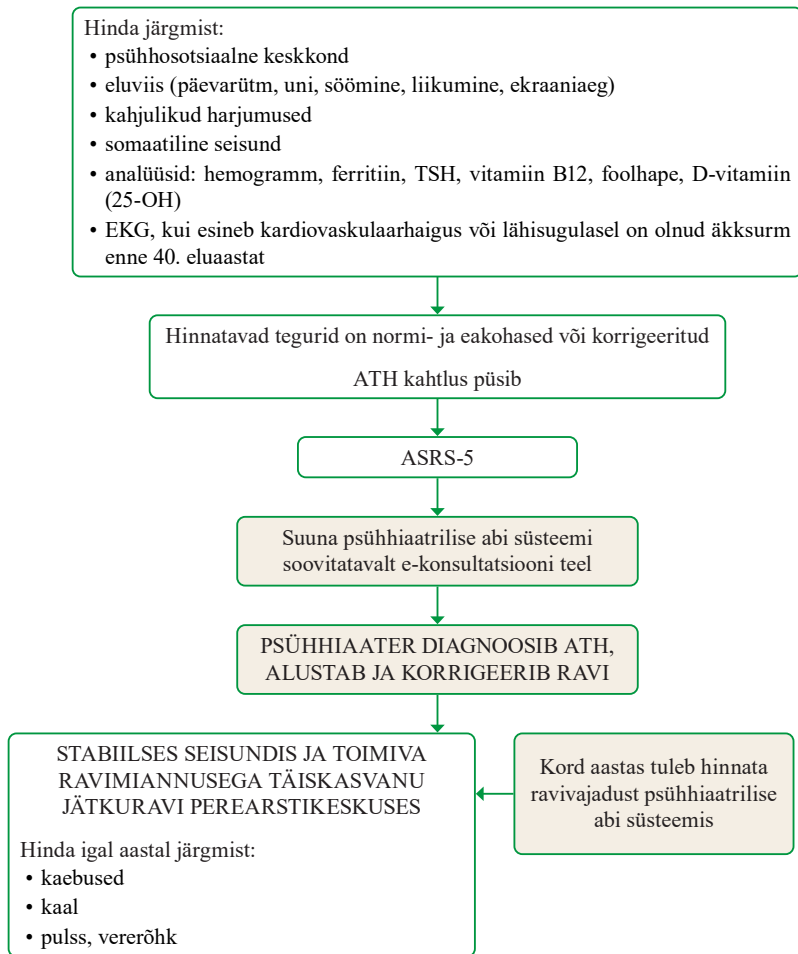 Hinda järgmist:
• psühhosotsiaalne keskkond
• eluviis (päevarütm, uni, söömine, liikumine, ekraaniaeg)
• kahjulikud harjumused
• somaatiline seisund
• analüüsid: hemogramm, ferritiin, TSH, vitamiin B12, foolhape, D-vitamiin
(25-OH)
• EKG, kui esineb kardiovaskulaarhaigus või lähisugulasel on olnud äkksurm
enne 40. eluaastat
Hinnatavad tegurid on normi- ja eakohased või korrigeeritud
ATH kahtlus püsib
ASRS-5
Suuna psühhiaatrilise abi süsteemi
soovitatavalt e-konsultatsiooni teel
PSÜHHIAATER DIAGNOOSIB ATH,
ALUSTAB JA KORRIGEERIB RAVI
STABIILSES SEISUNDIS JA TOIMIVA
RAVIMIANNUSEGA TÄISKASVANU
JÄTKURAVI PEREARSTIKESKUSES
Hinda igal aastal järgmist:
• kaebused
• kaal
• pulss, vererõhk
Kord aastas tuleb hinnata
ravivajadust psühhiaatrilise
abi süsteemis